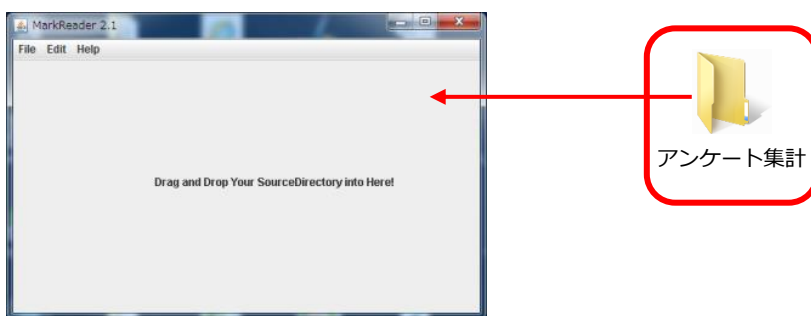 MarkReader 2.1
File Edit Help
Drag and Drop Your SourceDirectory into Here!
アンケート集計